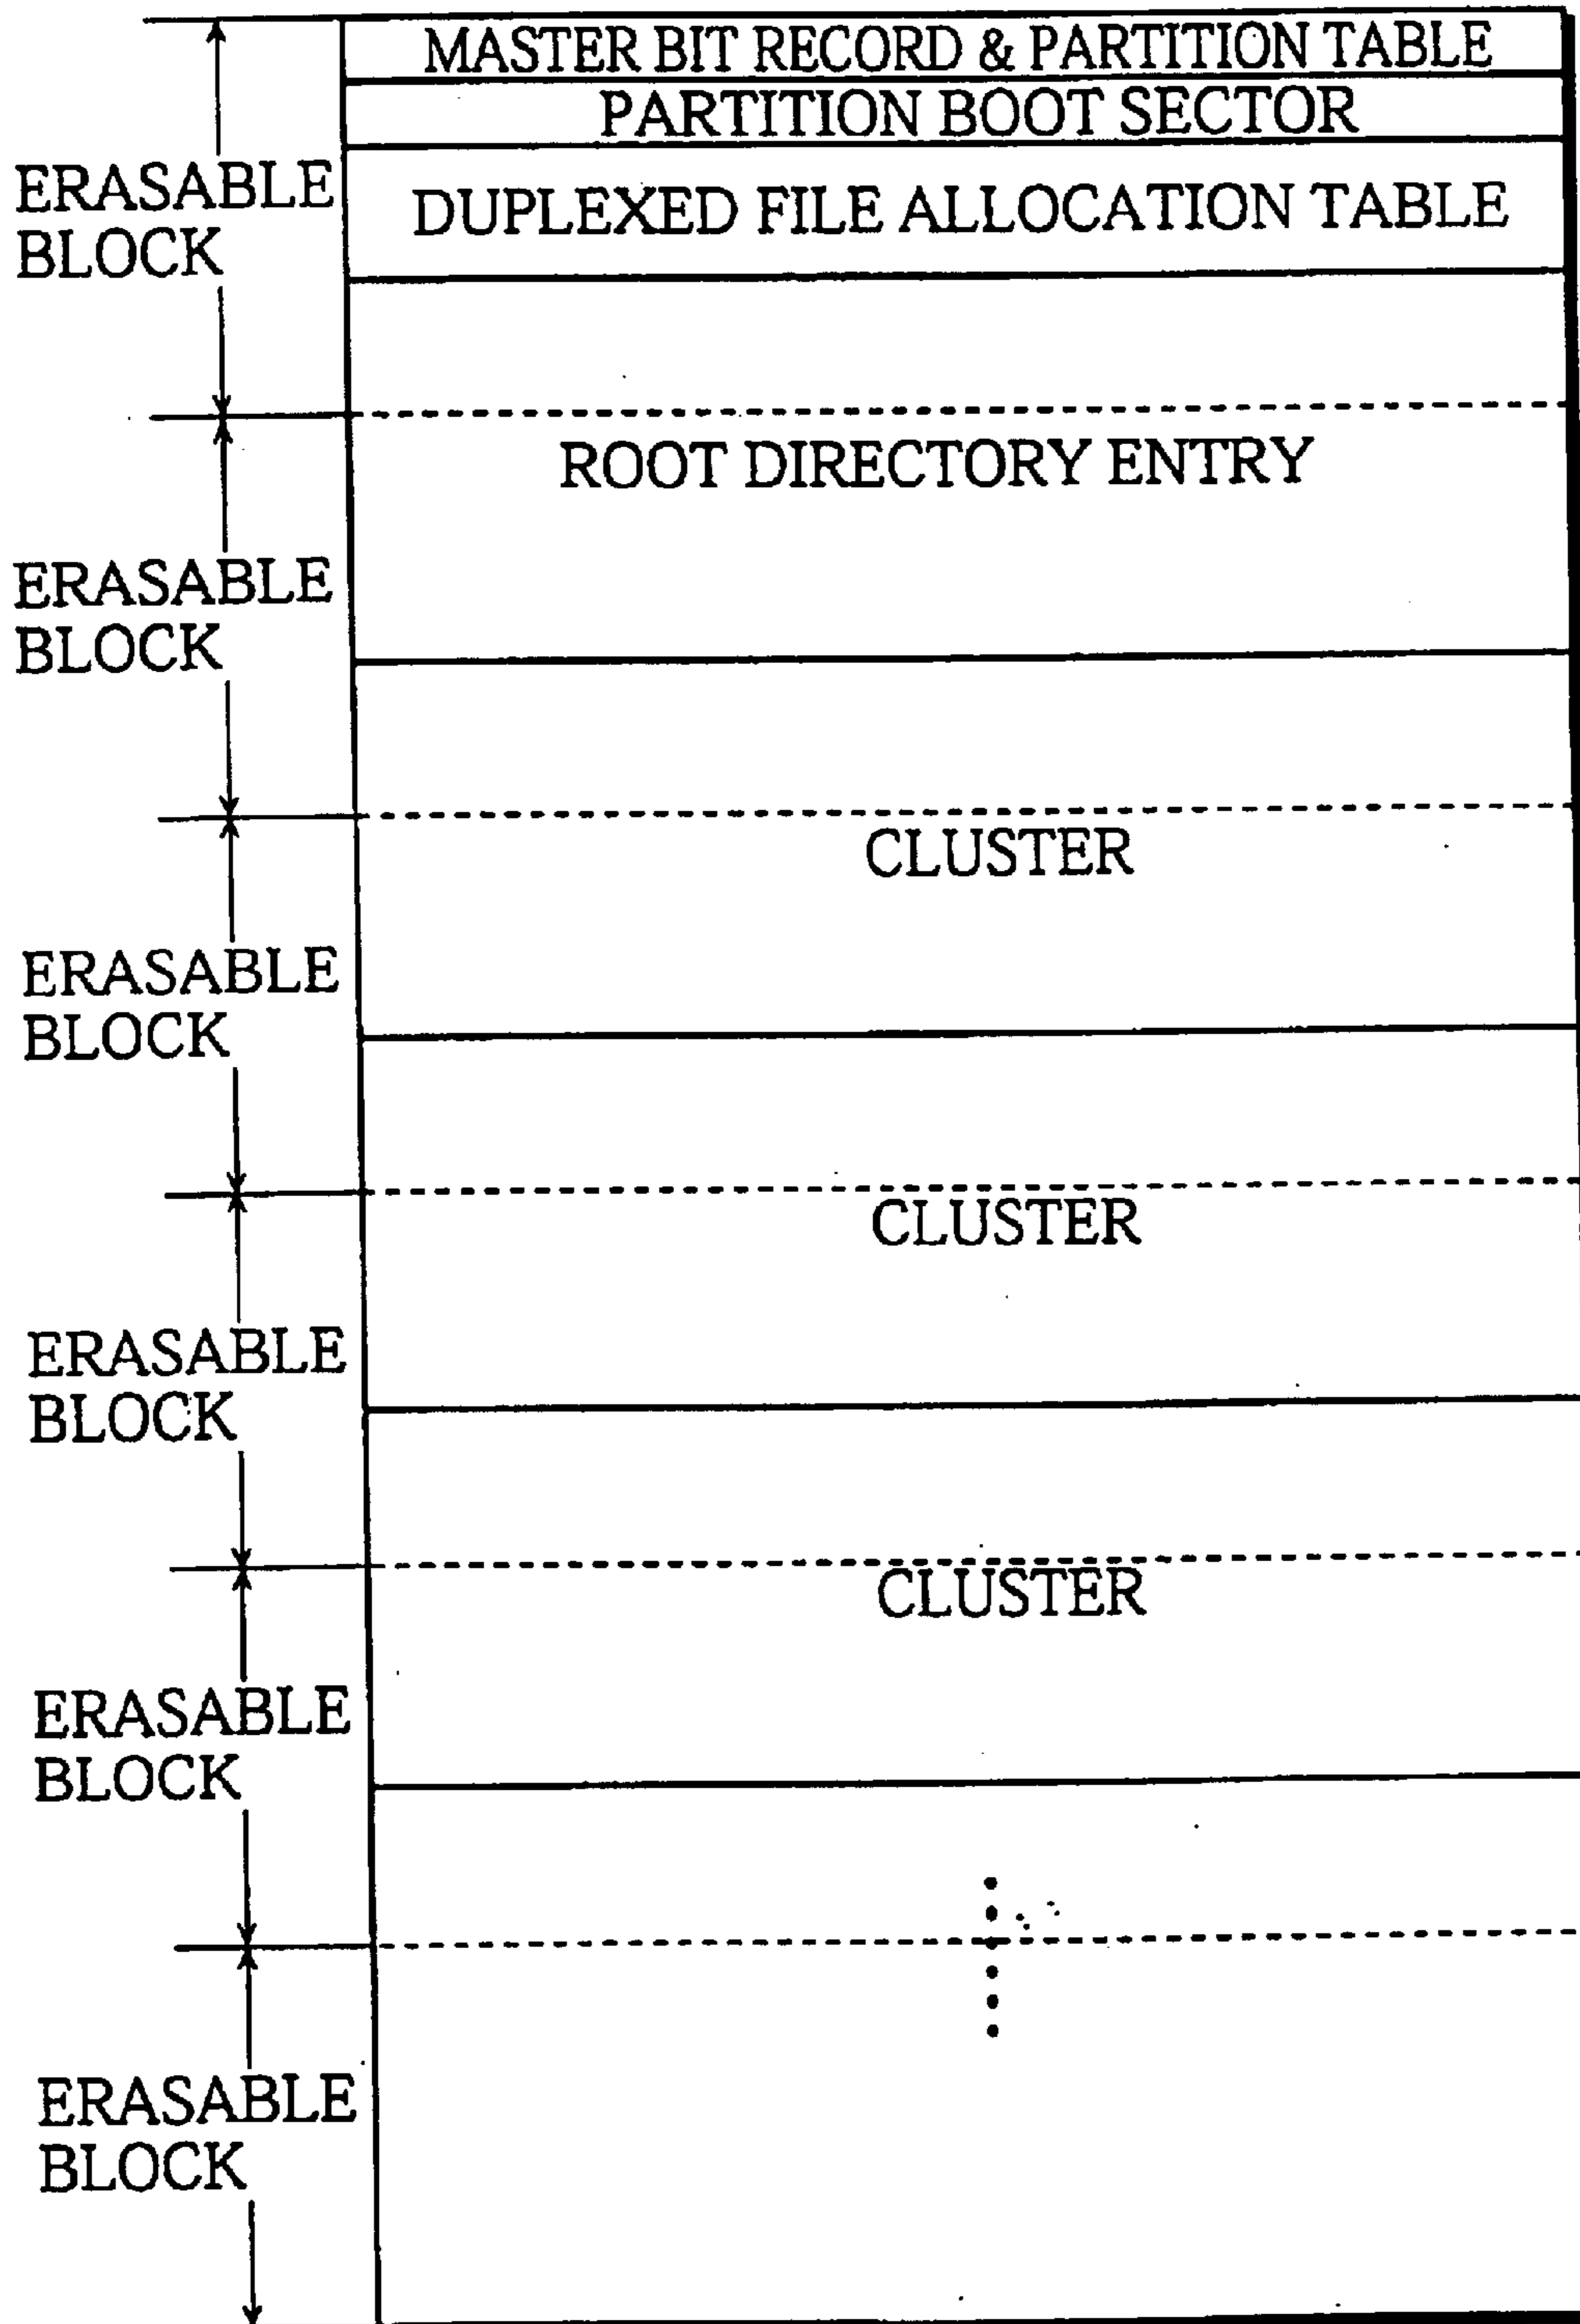 MASTER BIT RECORD & PARTITION TABLE
PARTITION BOOT SECTOR
DUPLEXED FILE ALLOCATION TABLE
ERASABLE
BLOCK
ROOT DIRECTORY ENTRY
ERASABLE
BLOCK
CLUSTER
ERASABLE
BLOCK
CLUSTER
ERASABLE
BLOCK
CLUSTER
ERASABLE
BLOCK
ERASABLE
BLOCK